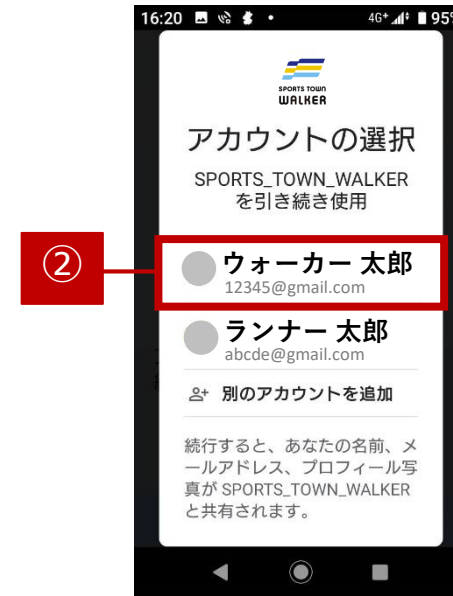 16:20 4G+ 95%
SPORTS TOWN
WALKER
アカウントの選択
SPORTS_TOWN_WALKER
を引き続き使用
②
ウォーカー 太郎
12345@gmail.com
ランナー 太郎
abcde@gmail.com
別のアカウントを追加
続行すると、あなたの名前、メ
ールアドレス、プロフィール写
真が SPORTS_TOWN_WALKER
と共有されます。